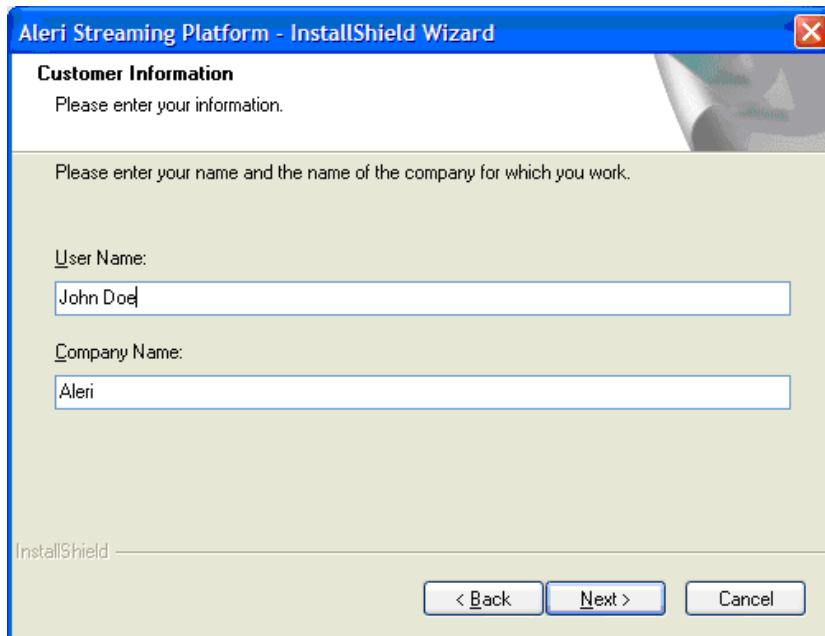 Aleri Streaming Platform - InstallShield Wizard
Customer Information
Please enter your information.
Please enter your name and the name of the company for which you work.
User Name:
John Doe
Company Name:
Aleri
InstallShield
< Back Next > Cancel